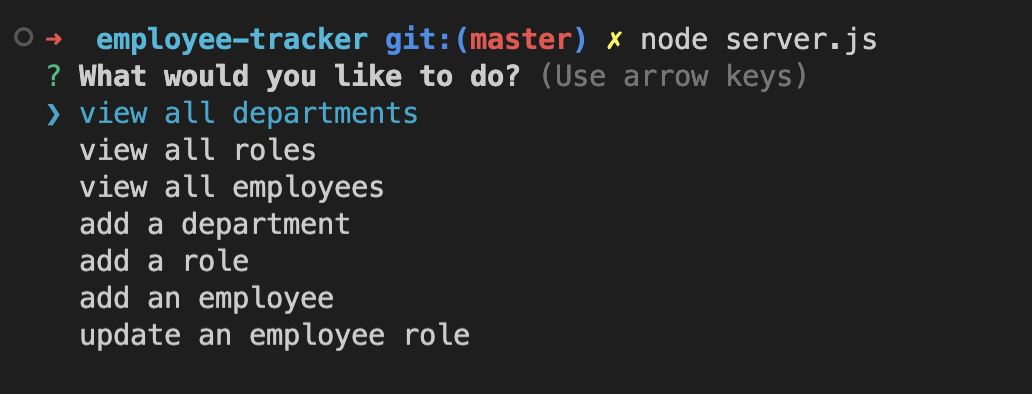 ➜  employee-tracker git:(master) ✗ node server.js
? What would you like to do? (Use arrow keys)
❯ view all departments
  view all roles
  view all employees
  add a department
  add a role
  add an employee
  update an employee role